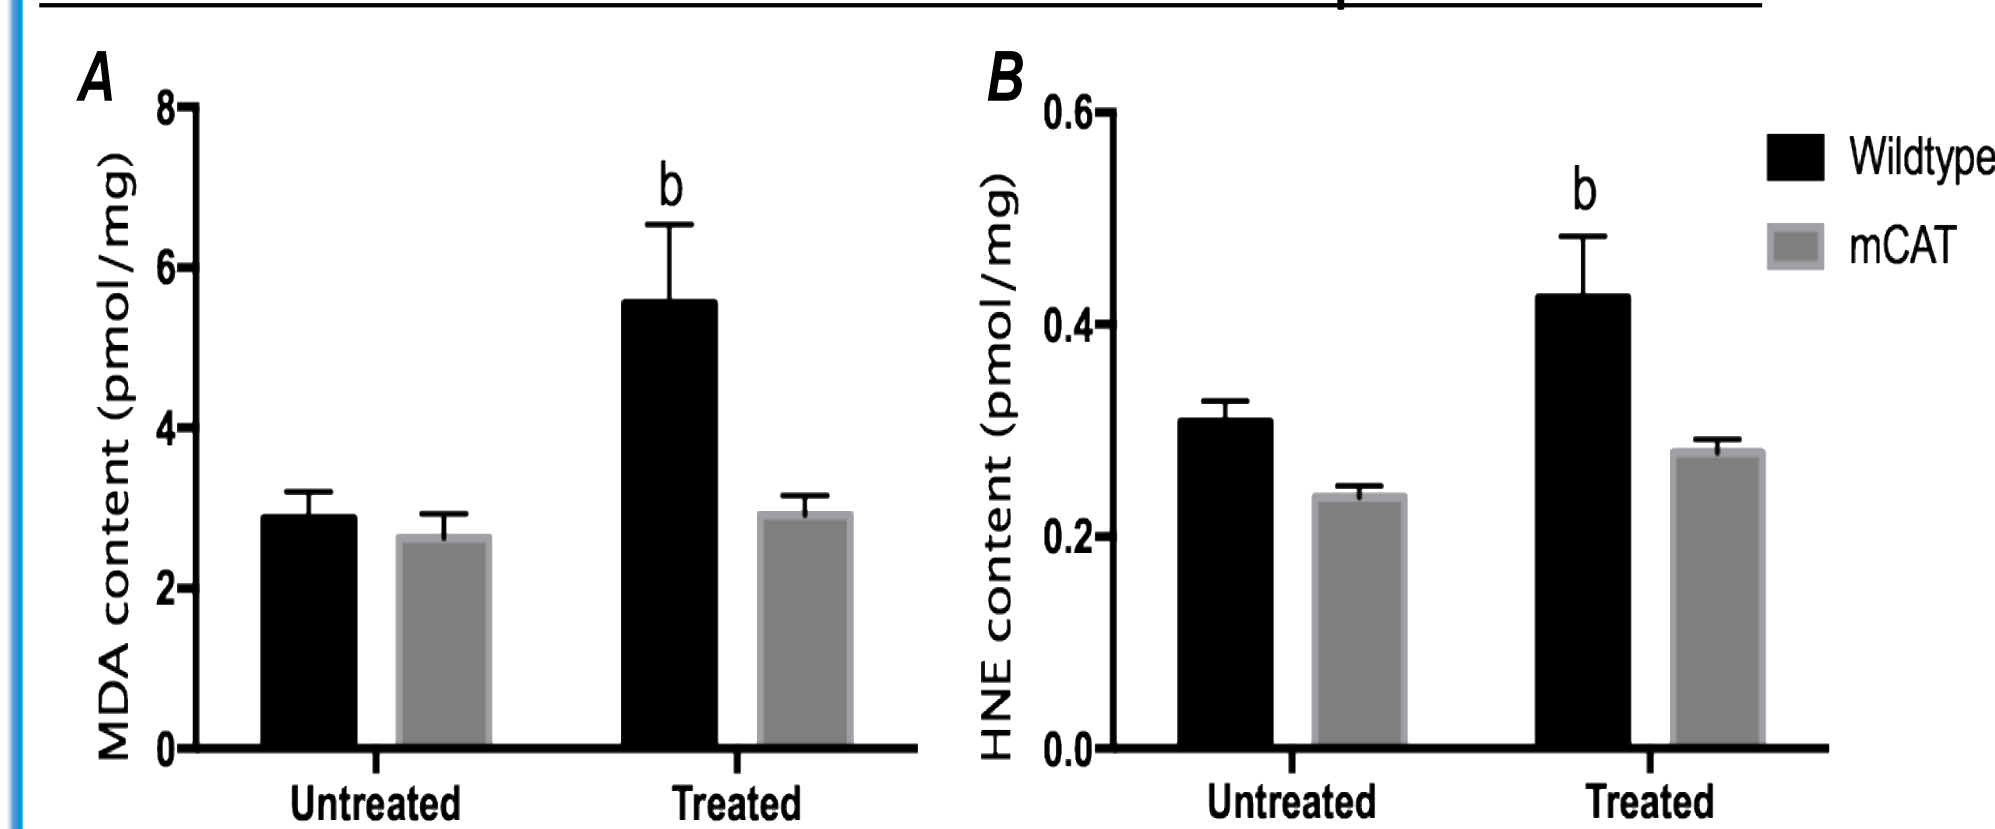 A
8
6
4
2
0
MDA content (pmol/mg)
b
Untreated
Treated
B
0.6
0.4
0.2
0.0
HNE content (pmol/mg)
b
Untreated
Treated
Wildtype
mCAT